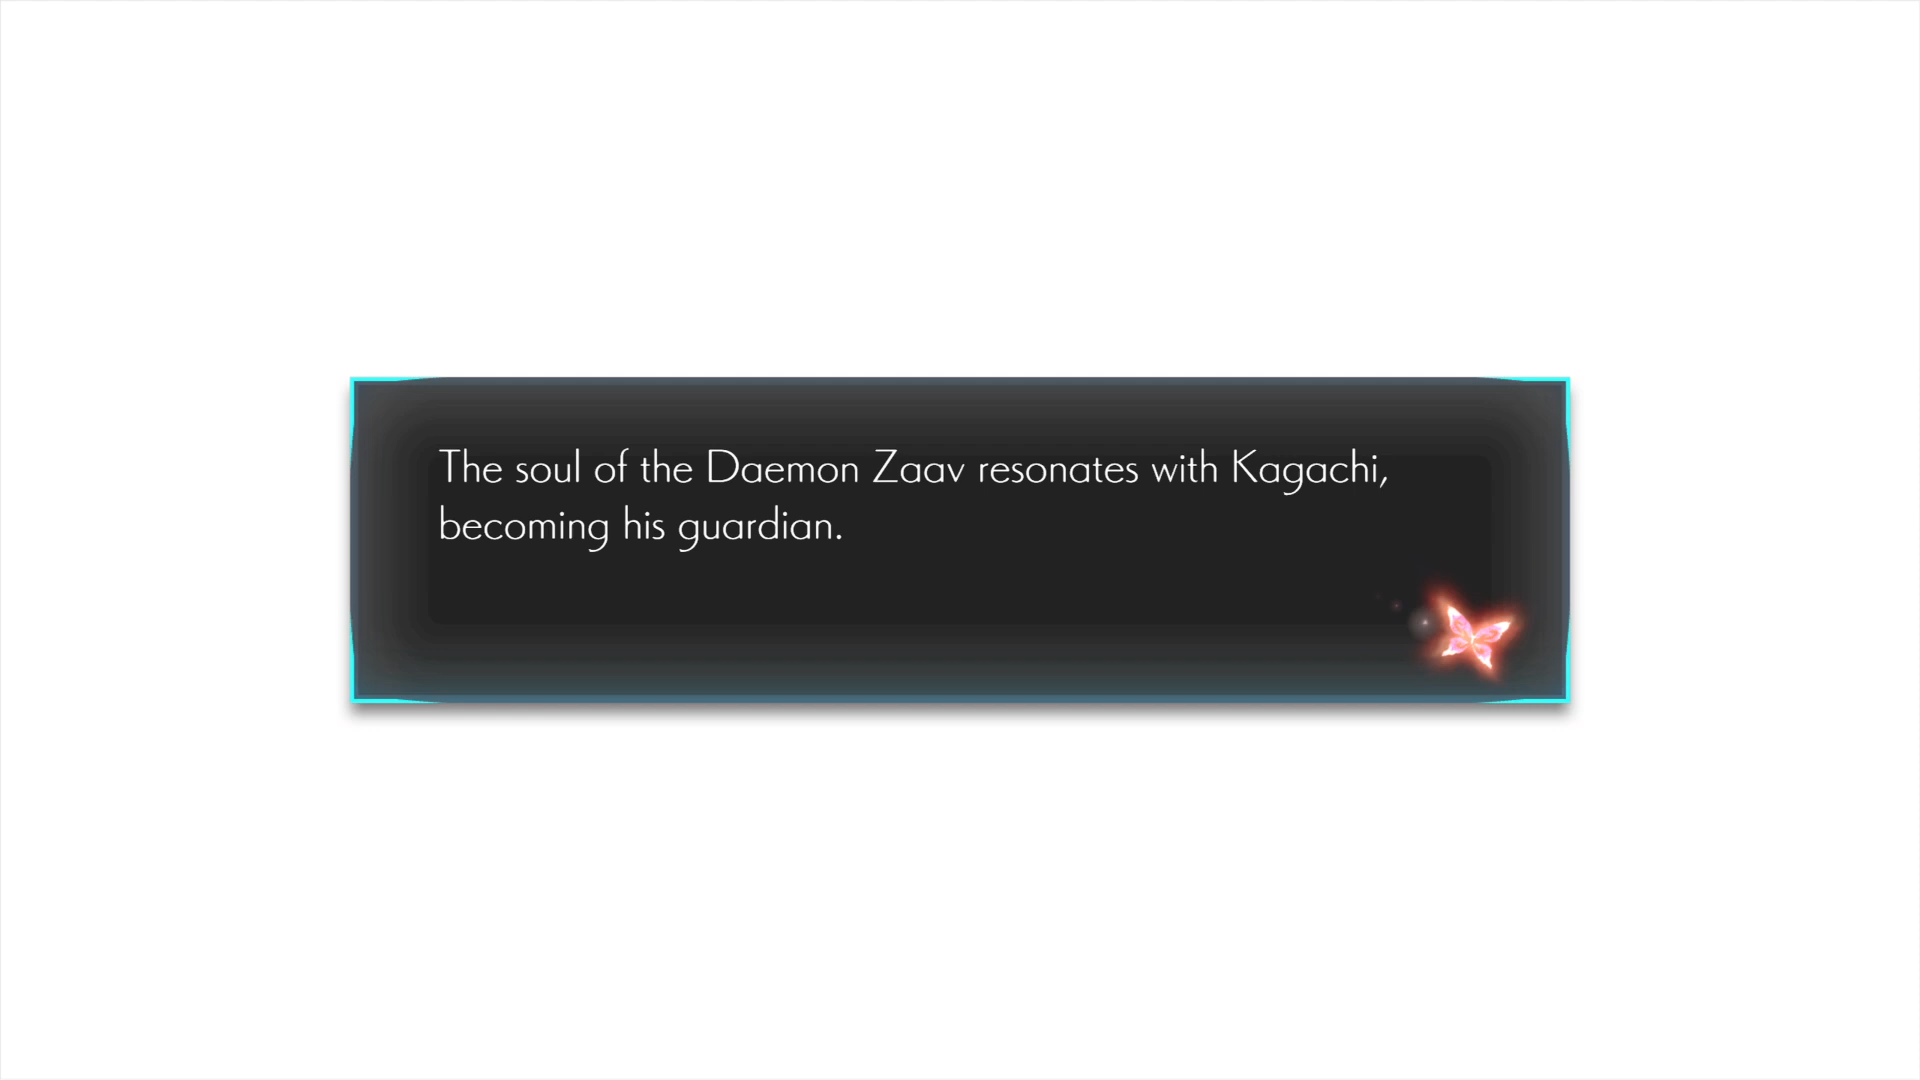 The soul of the Daemon Zaav resonates with Kagachi,
becoming his guardian.